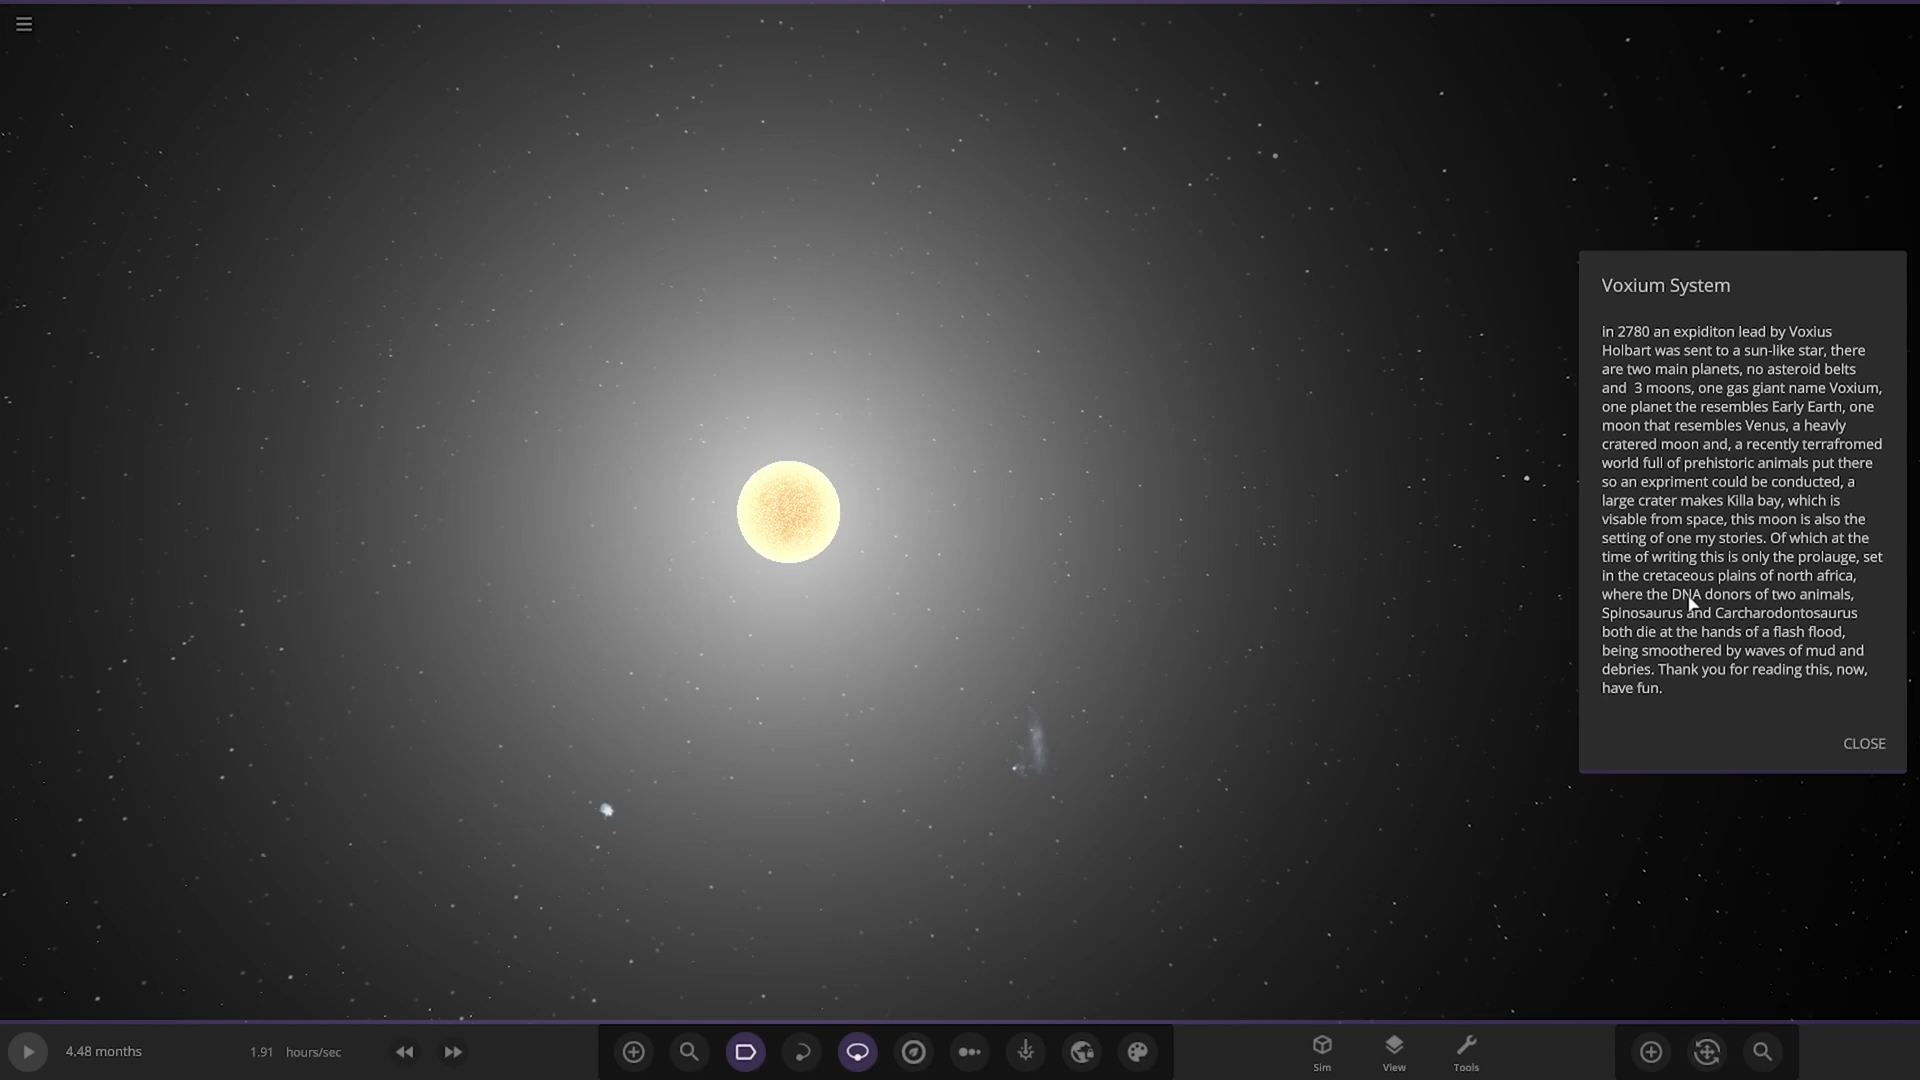 Voxium System
in 2780 an expiditon lead by Voxius
Holbart was sent to a sun-like star, there
are two main planets, no asteroid belts
and  3 moons, one gas giant name Voxium,
one planet the resembles Early Earth, one
moon that resembles Venus, a heavly
cratered moon and, a recently terrafromed
world full of prehistoric animals put there
so an expriment could be conducted, a
large crater makes Killa bay, which is
visable from space, this moon is also the
setting of one my stories. Of which at the
time of writing this is only the prolauge, set
in the cretaceous plains of north africa,
where the DNA donors of two animals,
Spinosaurus and Carcharodontosaurus
both die at the hands of a flash flood,
being smoothered by waves of mud and
debries. Thank you for reading this, now,
have fun.
CLOSE
4.48 months
1.91 hours/sec
Sim
View
Tools